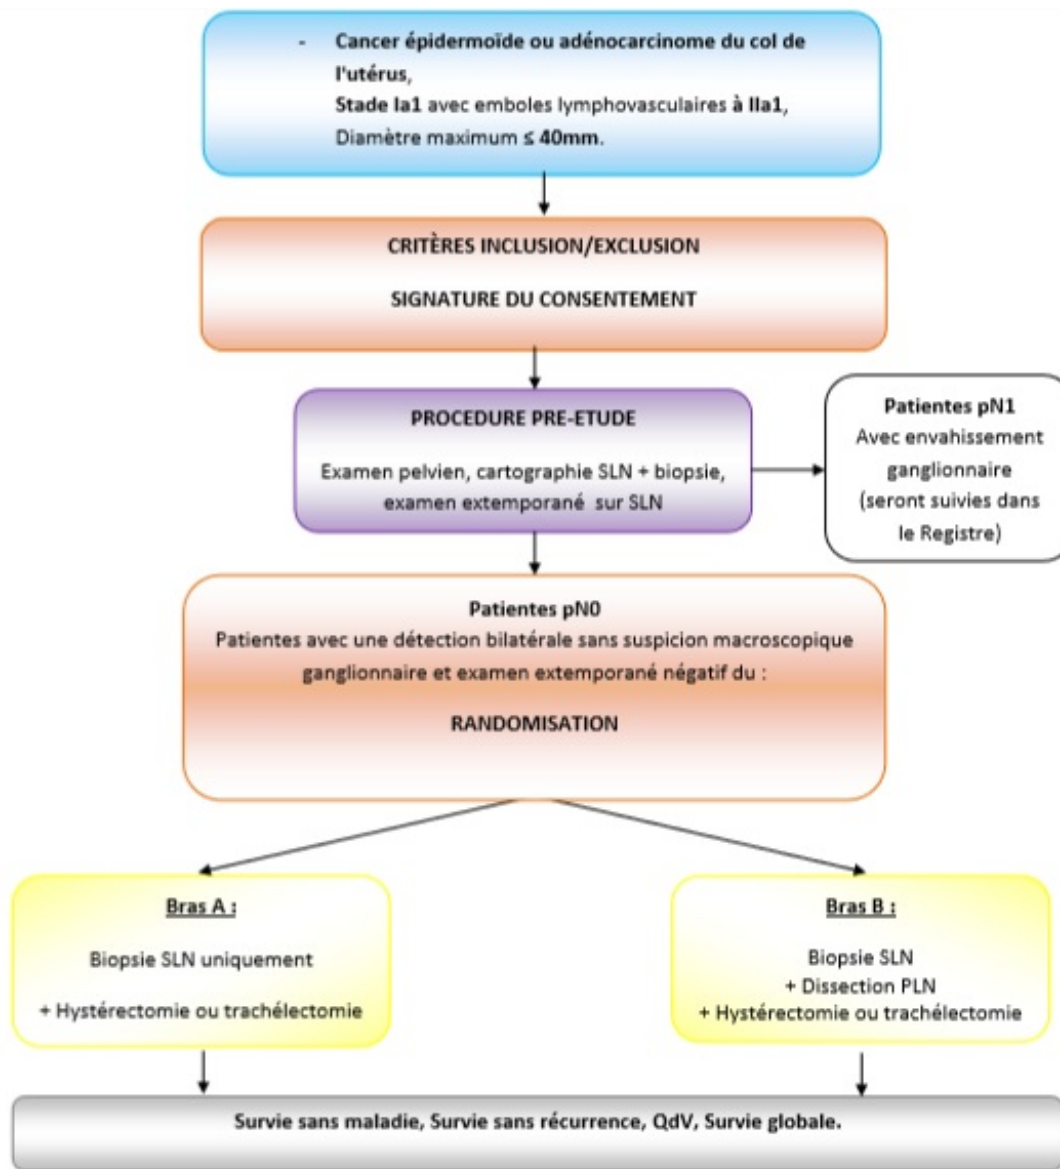 - Cancer épidermoïde ou adénocarcinome du col de
l'utérus,
Stade Ia1 avec emboles lymphovasculaires à IIa1,
Diamètre maximum ≤ 40mm.
CRITÈRES INCLUSION/EXCLUSION
SIGNATURE DU CONSENTEMENT
PROCEDURE PRE-ETUDE
Examen pelvien, cartographie SLN + biopsie,
examen extemporané sur SLN
Patientes pN1
Avec envahissement
ganglionnaire
(seront suivies dans
le Registre)
Patientes pN0
Patientes avec une détection bilatérale sans suspicion macroscopique
ganglionnaire et examen extemporané négatif du :
RANDOMISATION
Bras A :
Biopsie SLN uniquement
+ Hystérectomie ou trachélectomie
Bras B :
Biopsie SLN
+ Dissection PLN
+ Hystérectomie ou trachélectomie
Survie sans maladie, Survie sans récurrence, QdV, Survie globale.